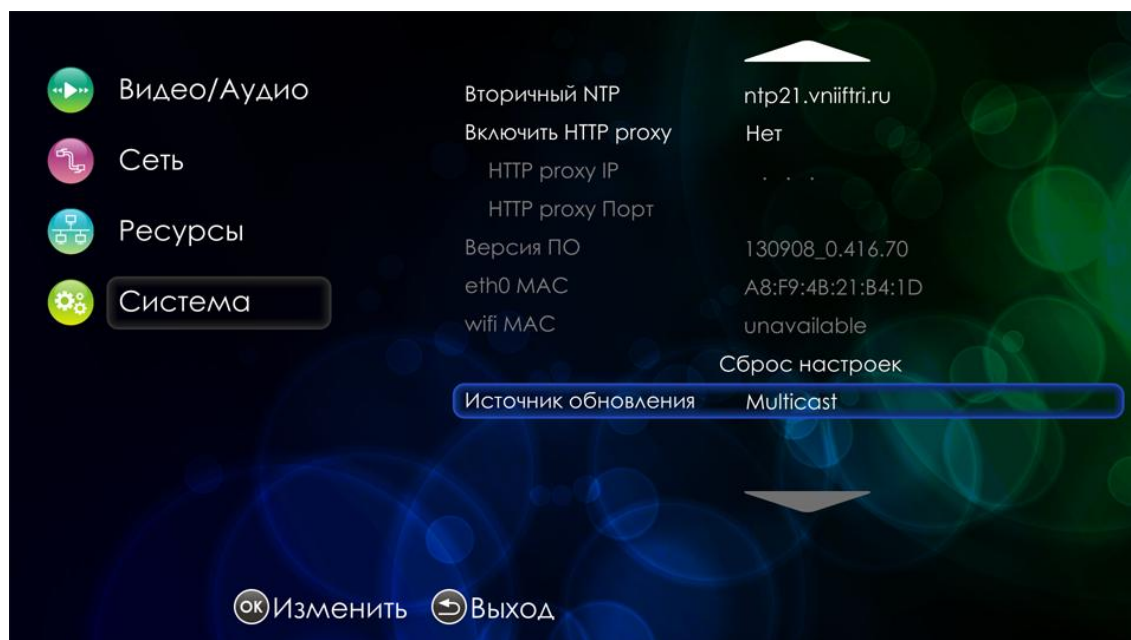 Видео/Аудио
Сеть
Ресурсы
Система
Вторичный NTP ntp21.vniiftri.ru
Включить HTTP proxy Нет
HTTP proxy IP . . .
HTTP proxy Порт
Версия ПО 130908_0.416.70
eth0 MAC A8:F9:4B:21:B4:1D
wifi MAC unavailable
Сброс настроек
Источник обновления Multicast
OK Изменить Выход